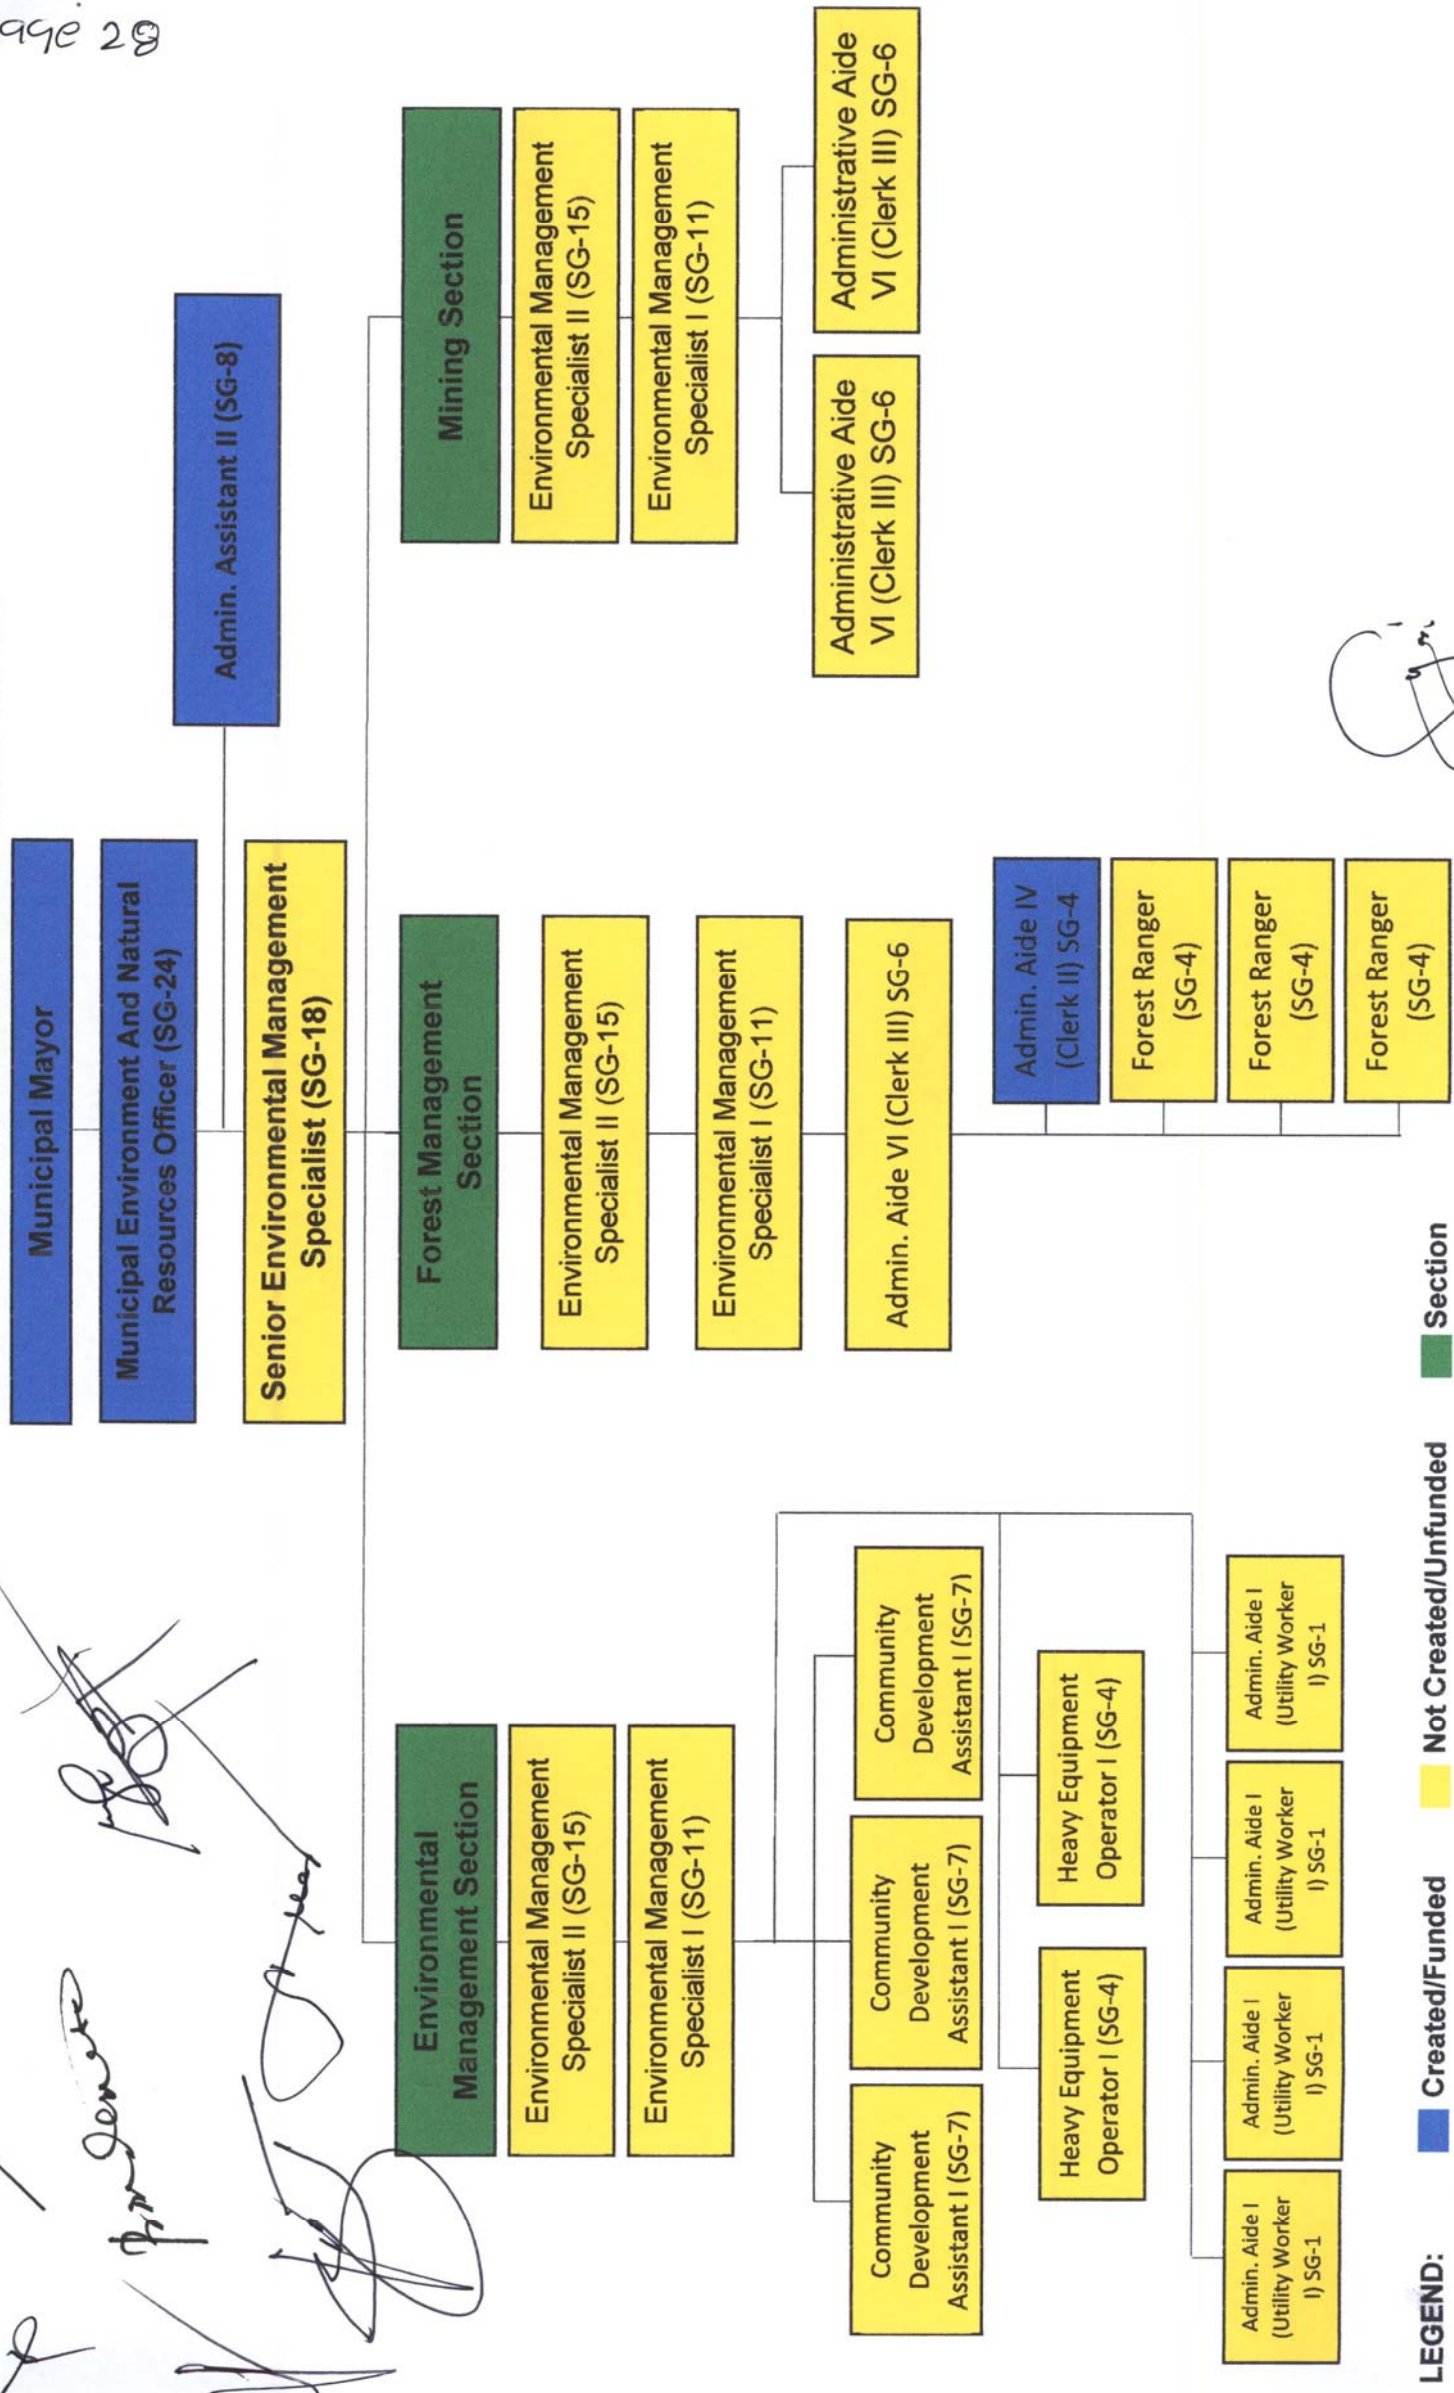 age 28
Municipal Mayor
Municipal Environment And Natural
Resources Officer (SG-24)
Admin. Assistant II (SG-8)
Senior Environmental Management
Specialist (SG-18)
Environmental
Management Section
Environmental Management
Specialist II (SG-15)
Environmental Management
Specialist I (SG-11)
Community
Development
Assistant I (SG-7)
Community
Development
Assistant I (SG-7)
Community
Development
Assistant I (SG-7)
Heavy Equipment
Operator I (SG-4)
Heavy Equipment
Operator I (SG-4)
Admin. Aide I
(Utility Worker
I) SG-1
Admin. Aide I
(Utility Worker
I) SG-1
Admin. Aide I
(Utility Worker
I) SG-1
Admin. Aide I
(Utility Worker
I) SG-1
Forest Management
Section
Environmental Management
Specialist II (SG-15)
Environmental Management
Specialist I (SG-11)
Admin. Aide VI (Clerk III) SG-6
Admin. Aide IV
(Clerk II) SG-4
Forest Ranger
(SG-4)
Forest Ranger
(SG-4)
Forest Ranger
(SG-4)
Mining Section
Environmental Management
Specialist II (SG-15)
Environmental Management
Specialist I (SG-11)
Administrative Aide
VI (Clerk III) SG-6
Administrative Aide
VI (Clerk III) SG-6
LEGEND:
Created/Funded
Not Created/Unfunded
Section